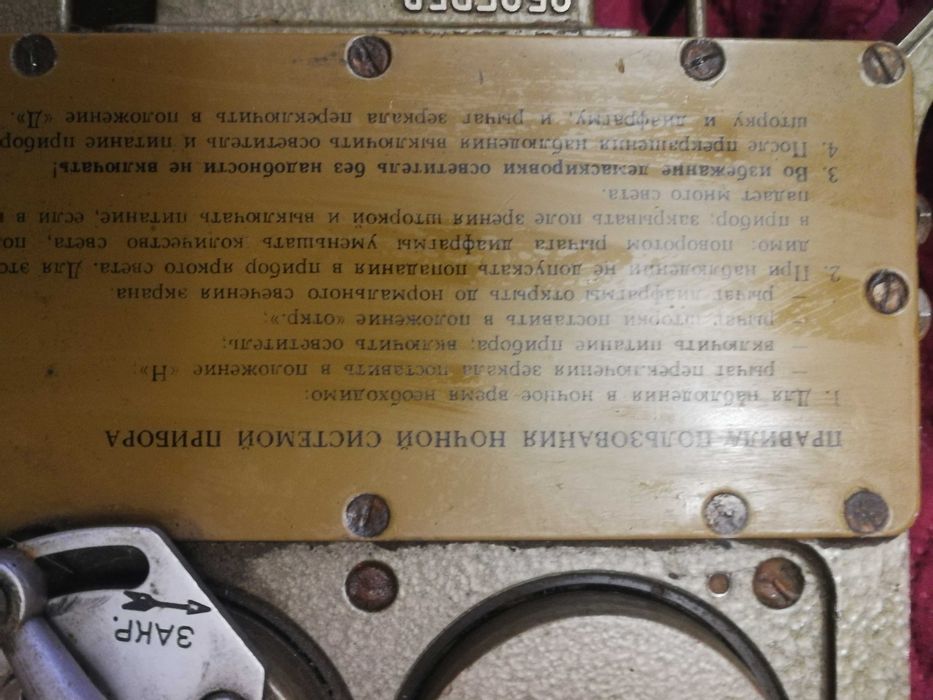 ЗАКР.
ПРАВИЛА ПОЛЬЗОВАНИЯ НОЧНОЙ СИСТЕМОЙ ПРИБОРА
1. Для наблюдения в ночное время необходимо:
— рычаг переключения зеркала поставить в положение «Н»;
— включить питание прибора; включить осветитель;
— рычаг шторки поставить в положение «откр.»;
— рычаг диафрагмы открыть до нормального свечения экрана.
2. При наблюдении не допускать попадания в прибор яркого света. Для
димо: поворотом рычага диафрагмы уменьшать количество света,
в прибор; закрывать поле зрения шторкой и выключать питание, если в
падает много света.
3. Во избежание демаскировки осветитель без надобности не включать!
4. После прекращения наблюдения выключить осветитель и питание прибор
шторку и диафрагму, и рычаг зеркала переключить в положение «Д».
ОБОГРЕВ